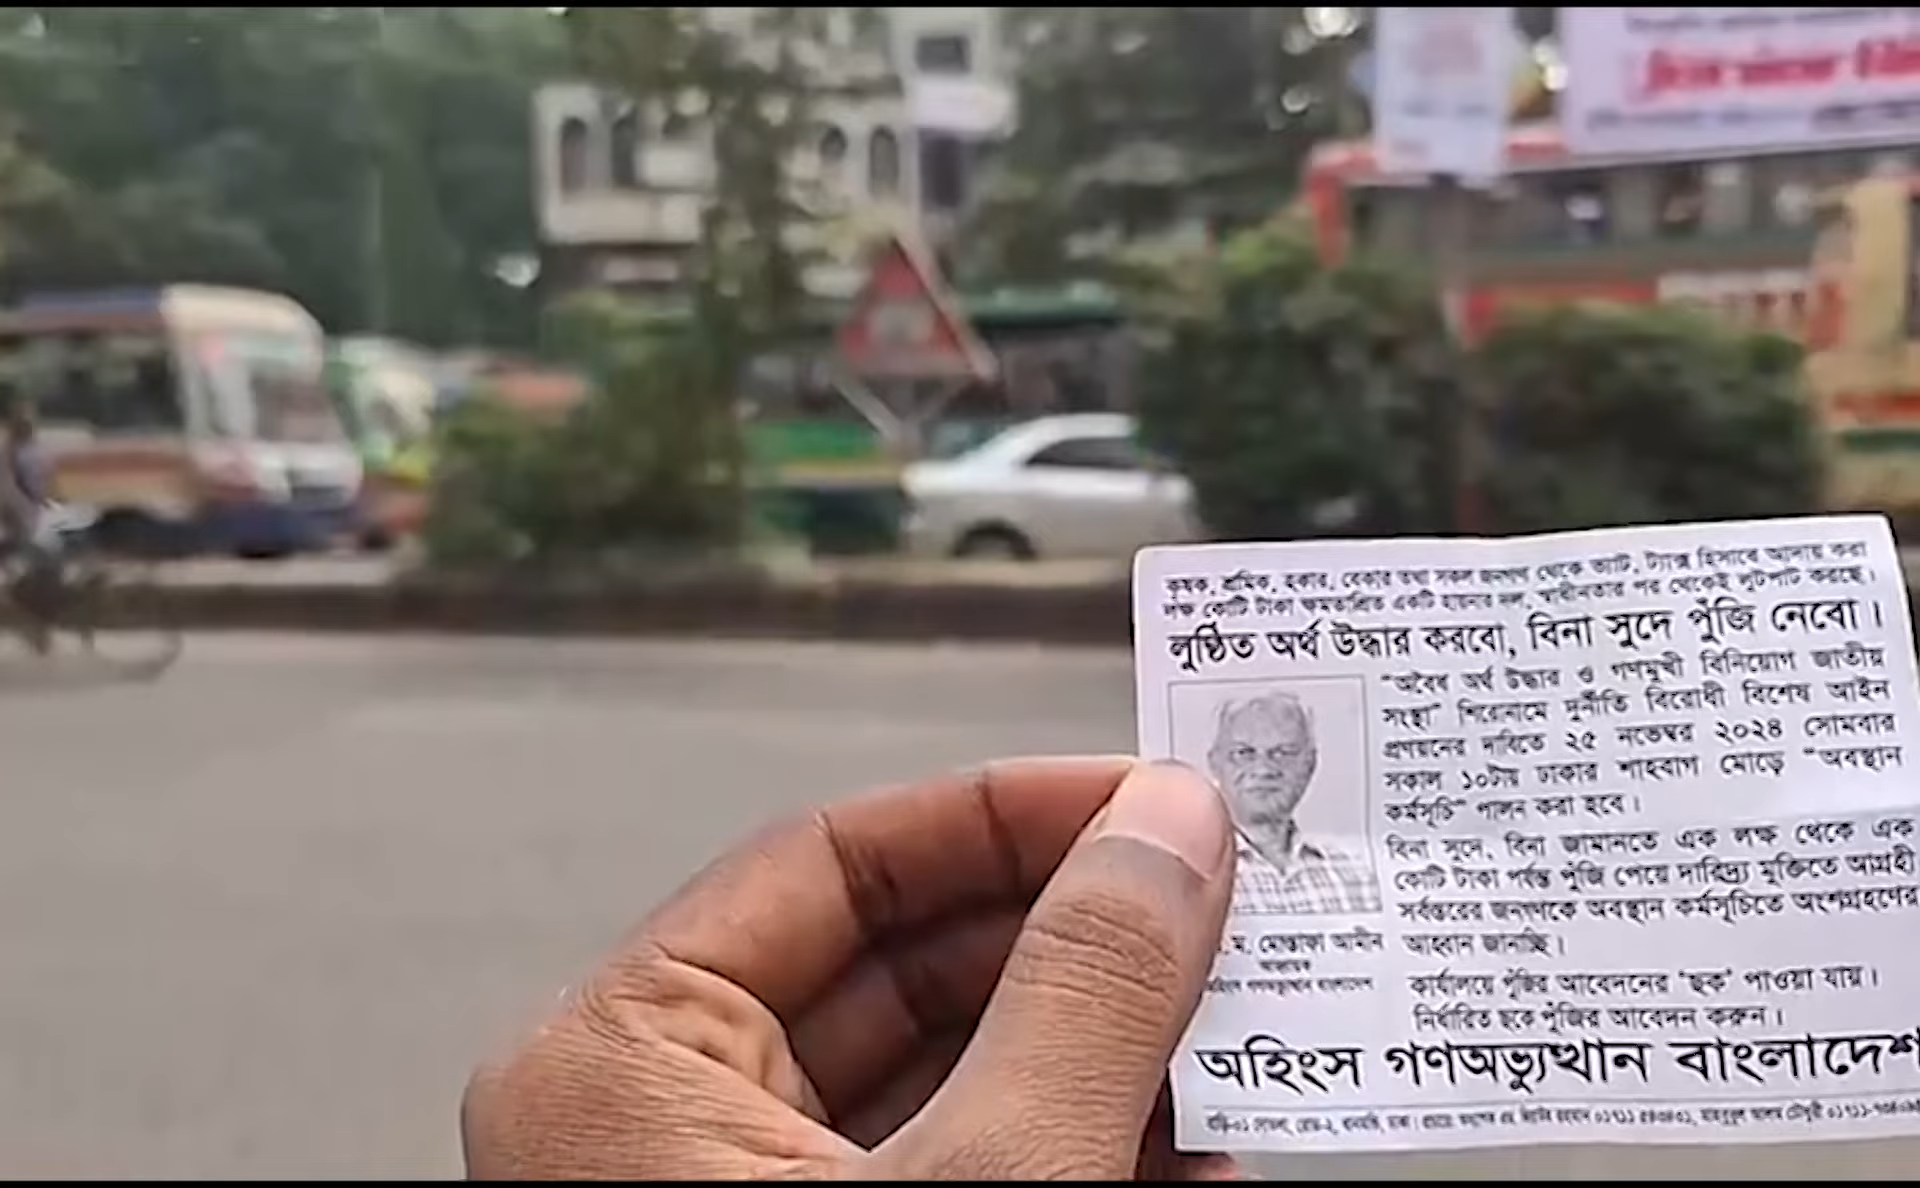 কৃষক, শ্রমিক, হকার, বেকার তথা সকল জনগণ থেকে ভ্যাট, ট্যাক্স হিসাবে আদায় করা
লক্ষ কোটি টাকা ক্ষমতাশ্রিত একটি হায়নার দল, স্বাধীনতার পর থেকেই লুটপাট করছে।
লুণ্ঠিত অর্থ উদ্ধার করবো, বিনা সুদে পুঁজি নেবো।
"অবৈধ অর্থ উদ্ধার ও গণমুখী বিনিয়োগ জাতীয়
সংস্থা" শিরোনামে দুর্নীতি বিরোধী বিশেষ আইন
প্রণয়নের দাবিতে ২৫ নভেম্বর ২০২৪ সোমবার
সকাল ১০টায় ঢাকার শাহবাগ মোড়ে "অবস্থান
কর্মসূচি" পালন করা হবে।
বিনা সুদে, বিনা জামানতে এক লক্ষ থেকে এক
কোটি টাকা পর্যন্ত পুঁজি পেয়ে দারিদ্র্য মুক্তিতে আগ্রহী
সর্বস্তরের জনগণকে অবস্থান কর্মসূচিতে অংশগ্রহণের
আহবান জানাচ্ছি।
ম. মোস্তাফা আমীন
আহ্বায়ক
অহিংস গণঅভ্যুত্থান বাংলাদেশ
কার্যালয়ে পুঁজির আবেদনের 'ছক' পাওয়া যায়।
নির্ধারিত ছকে পুঁজির আবেদন করুন।
অহিংস গণঅভ্যুত্থান বাংলাদেশ